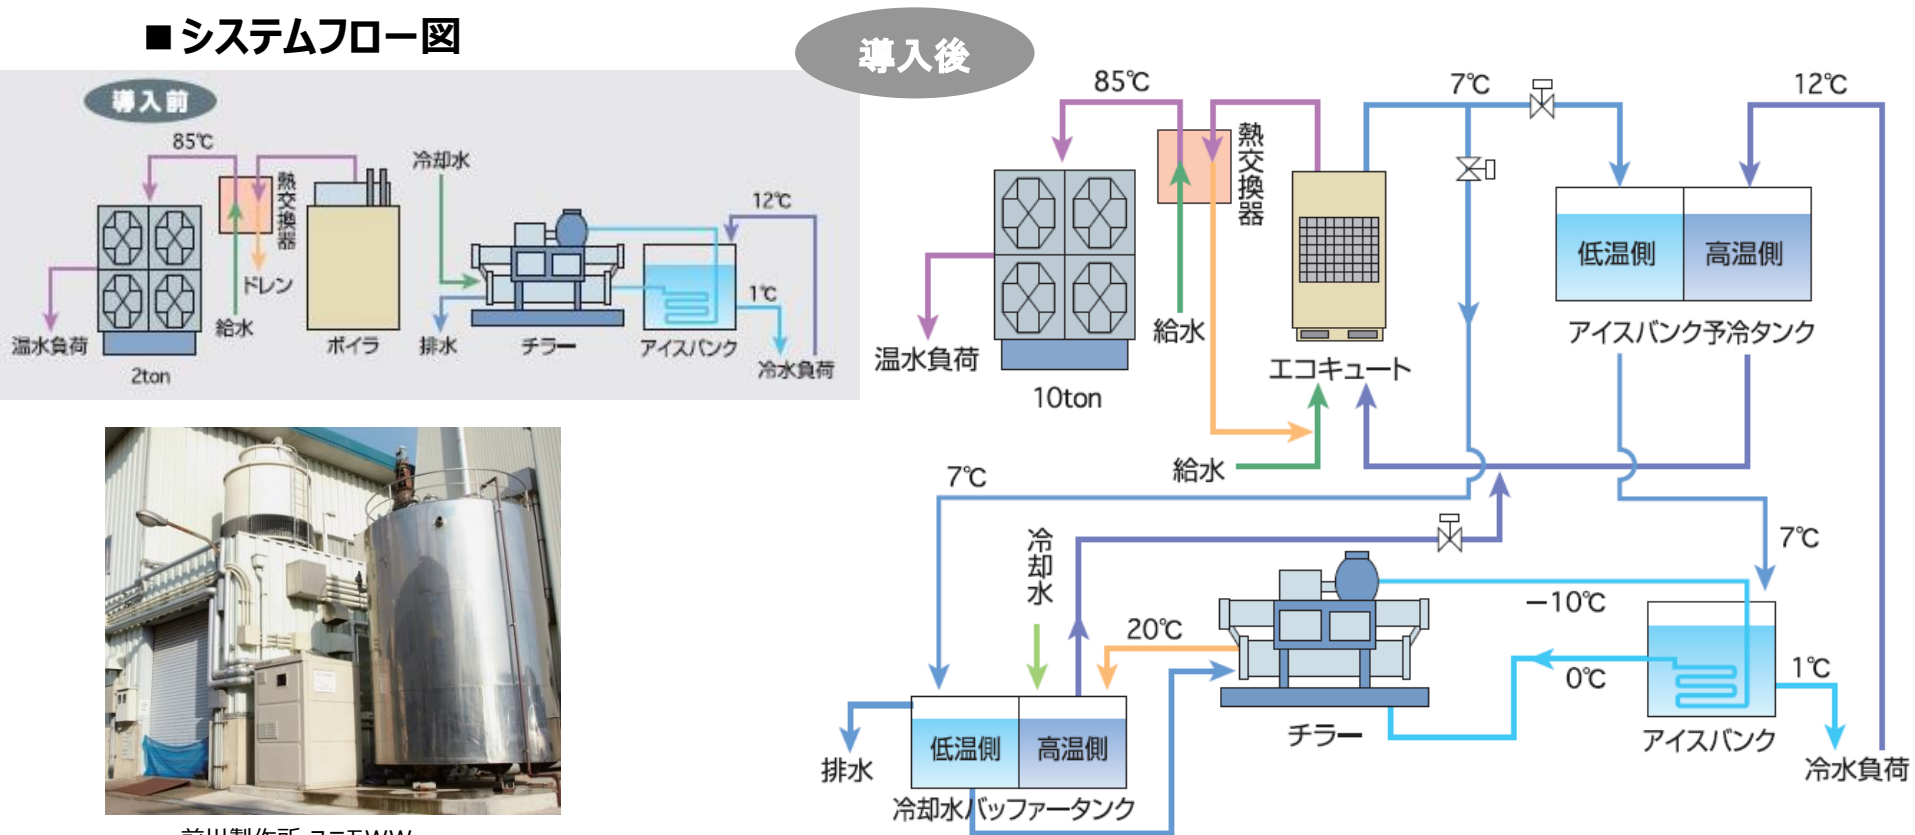 ■システムフロー図
導入前
85℃
熱交換器
冷却水
12℃
1℃
ドレン
給水
温水負荷
2ton
ボイラ
排水
チラー
アイスバンク
冷水負荷
導入後
85℃
7℃
12℃
熱交換器
低温側
高温側
給水
温水負荷
エコキュート
アイスバンク予冷タンク
10ton
給水
7℃
冷却水
7℃
20℃
−10℃
0℃
1℃
低温側
高温側
チラー
アイスバンク
排水
冷水負荷
冷却水バッファータンク